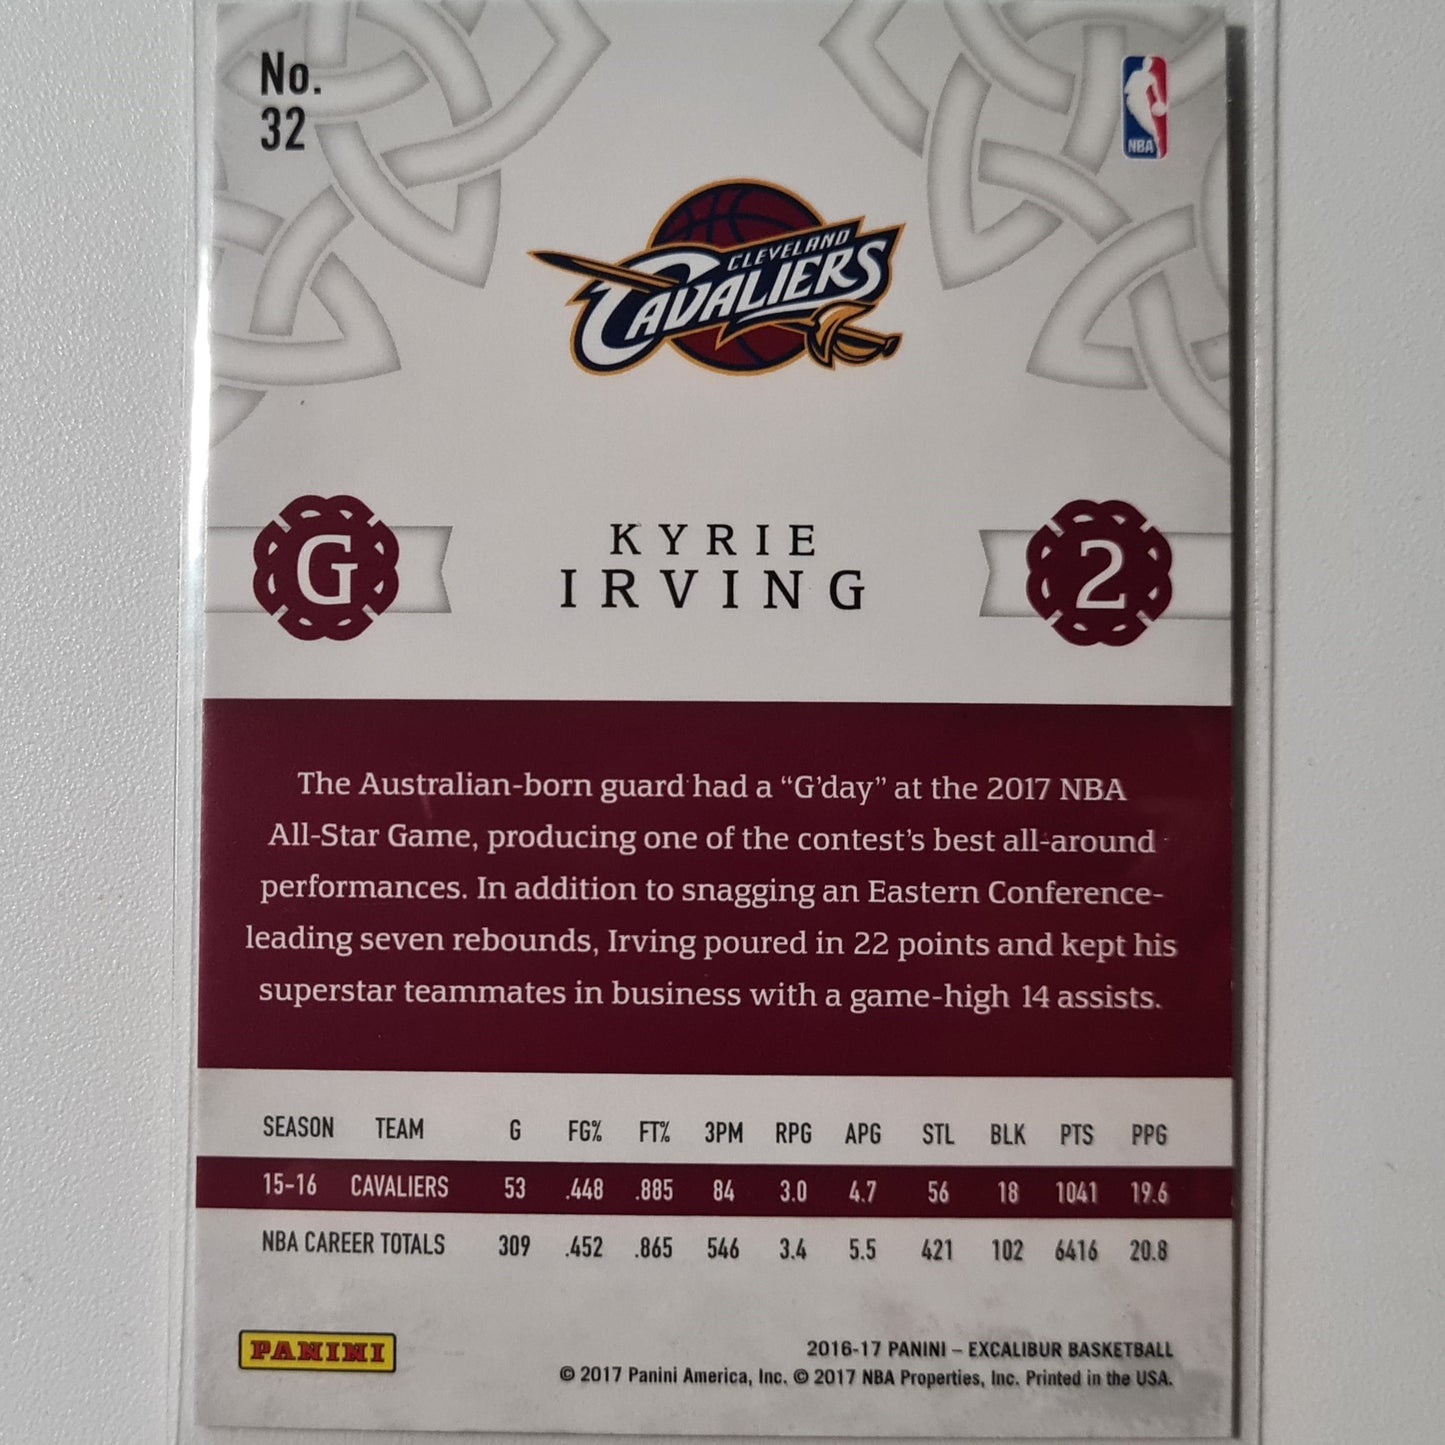 No.
32
NBA
CLEVELAND
CAVALIERS
G
KYRIE
IRVING
2
The Australian-born guard had a “G’day” at the 2017 NBA
All-Star Game, producing one of the contest’s best all-around
performances. In addition to snagging an Eastern Conference-
leading seven rebounds, Irving poured in 22 points and kept his
superstar teammates in business with a game-high 14 assists.
SEASON TEAM G FG% FT% 3PM RPG APG STL BLK PTS PPG
15-16 CAVALIERS 53 .448 .885 84 3.0 4.7 56 18 1041 19.6
NBA CAREER TOTALS 309 .452 .865 546 3.4 5.5 421 102 6416 20.8
PANINI
2016-17 PANINI – EXCALIBUR BASKETBALL
© 2017 Panini America, Inc. © 2017 NBA Properties, Inc. Printed in the USA.